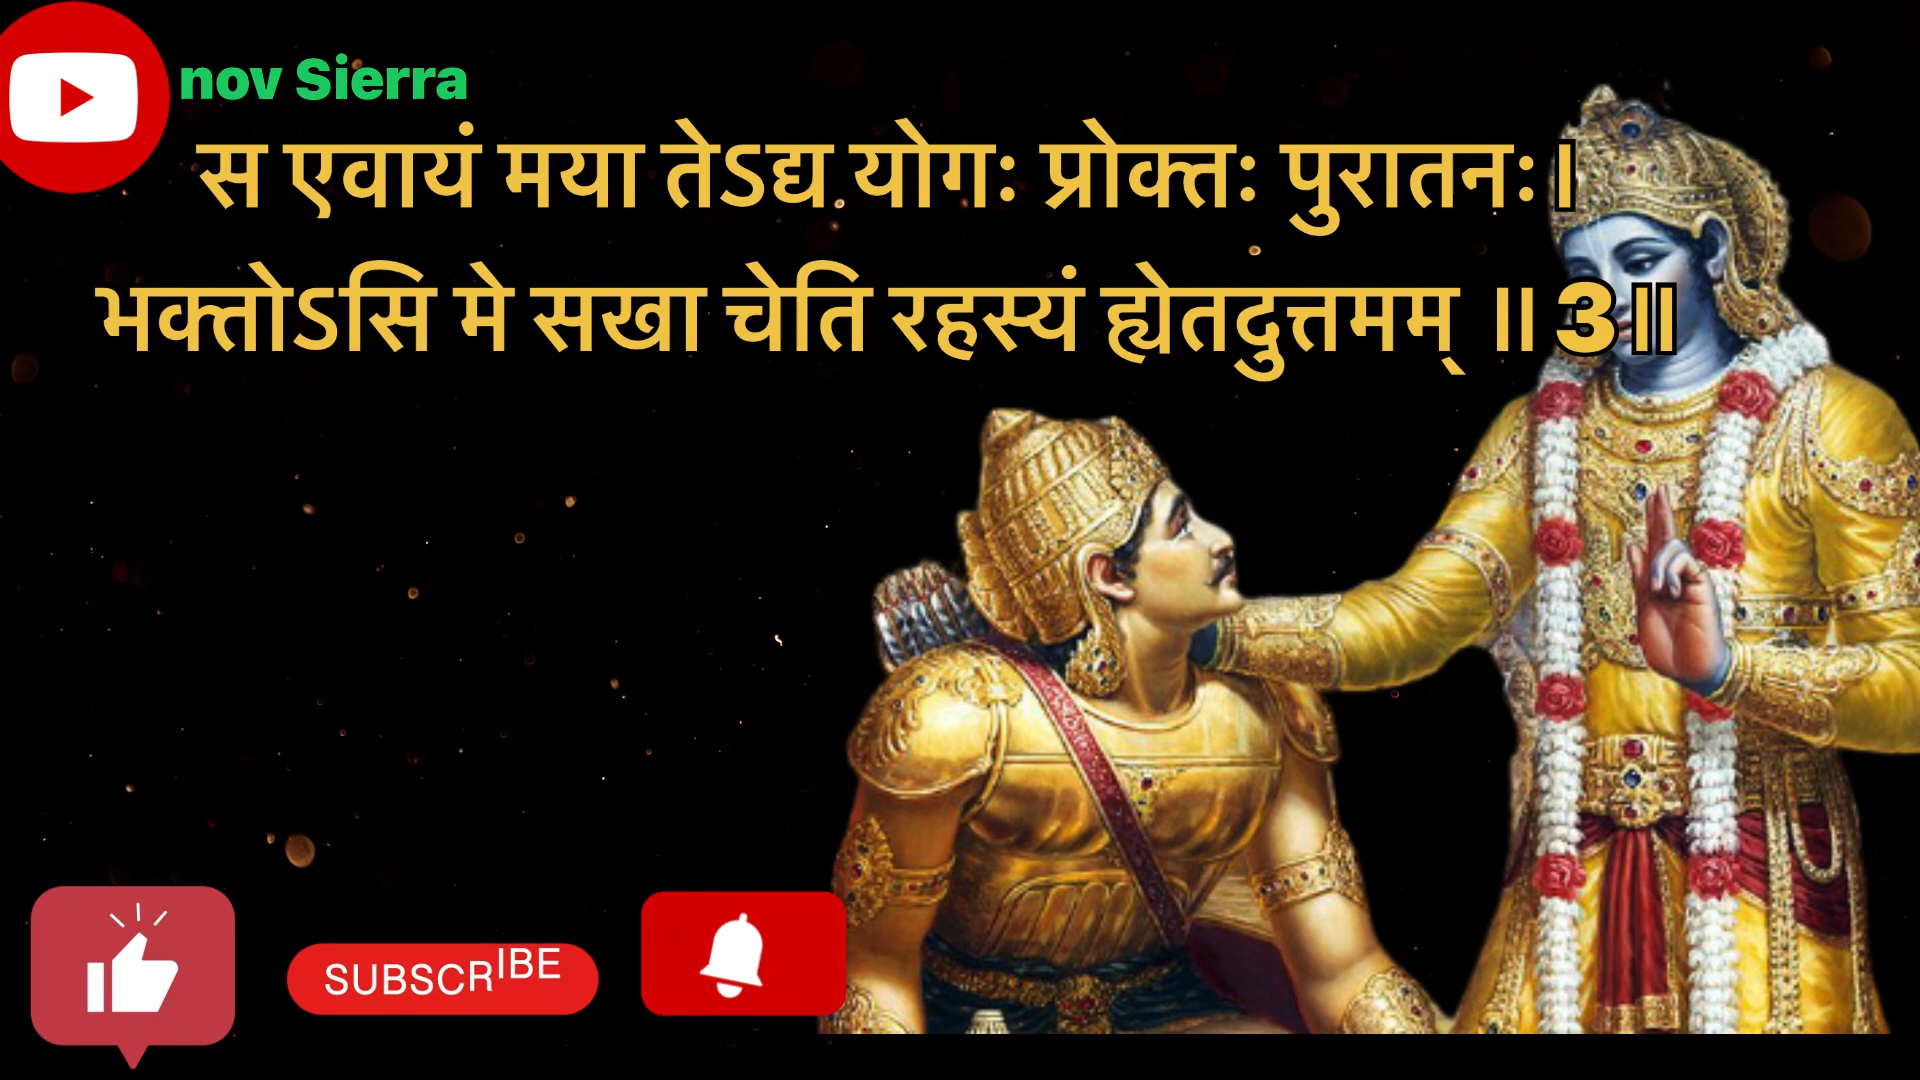 nov Sierra
स एवायं मया तेऽद्य योगः प्रोक्तः पुरातनः।
भक्तोऽसि मे सखा चेति रहस्यं ह्येतदुत्तमम् ॥ 3॥
SUBSCRIBE